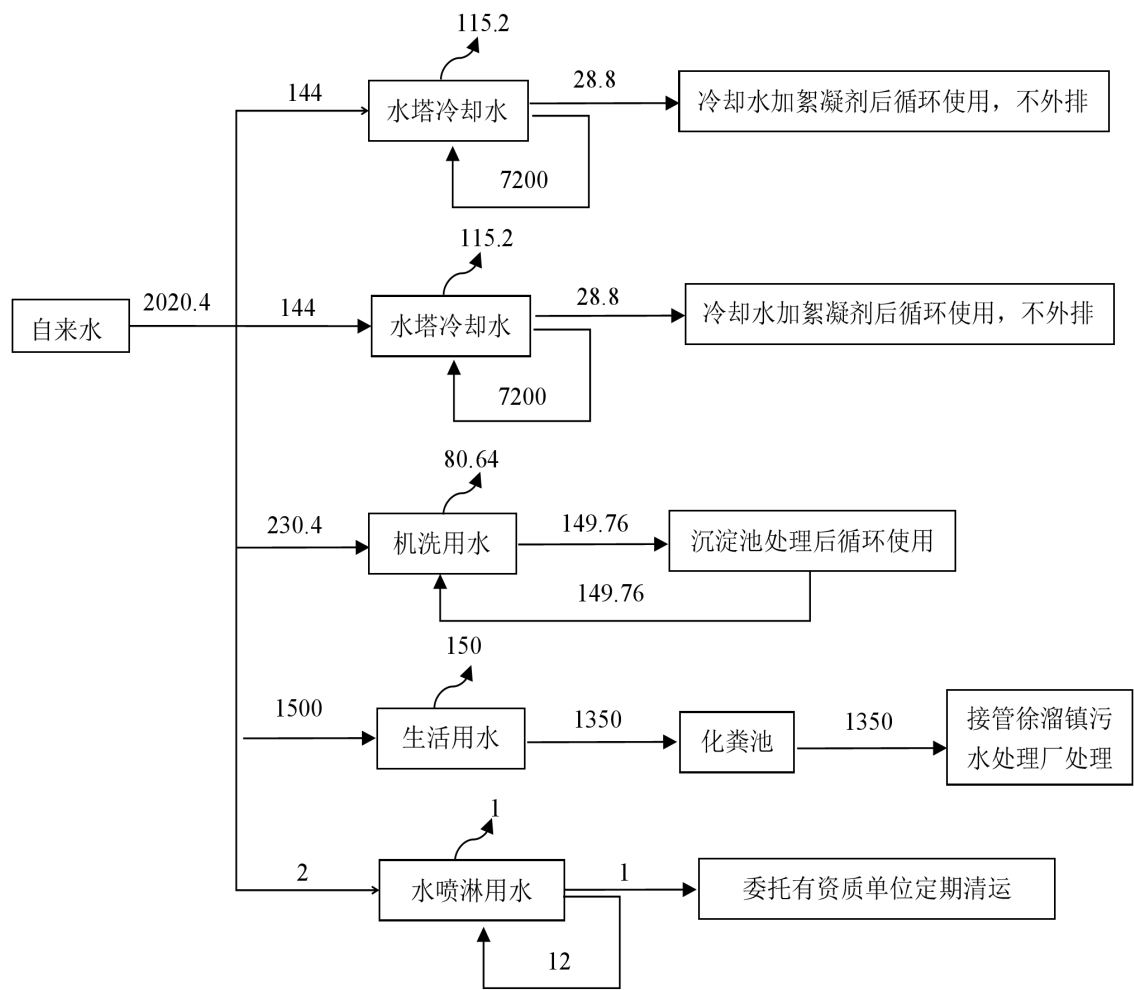 115.2
144
水塔冷却水
28.8
冷却水加絮凝剂后循环使用，不外排
7200
115.2
自来水
2020.4
144
水塔冷却水
28.8
冷却水加絮凝剂后循环使用，不外排
7200
80.64
230.4
机洗用水
149.76
沉淀池处理后循环使用
149.76
150
1500
生活用水
1350
化粪池
1350
接管徐溜镇污
水处理厂处理
1
2
水喷淋用水
1
委托有资质单位定期清运
12